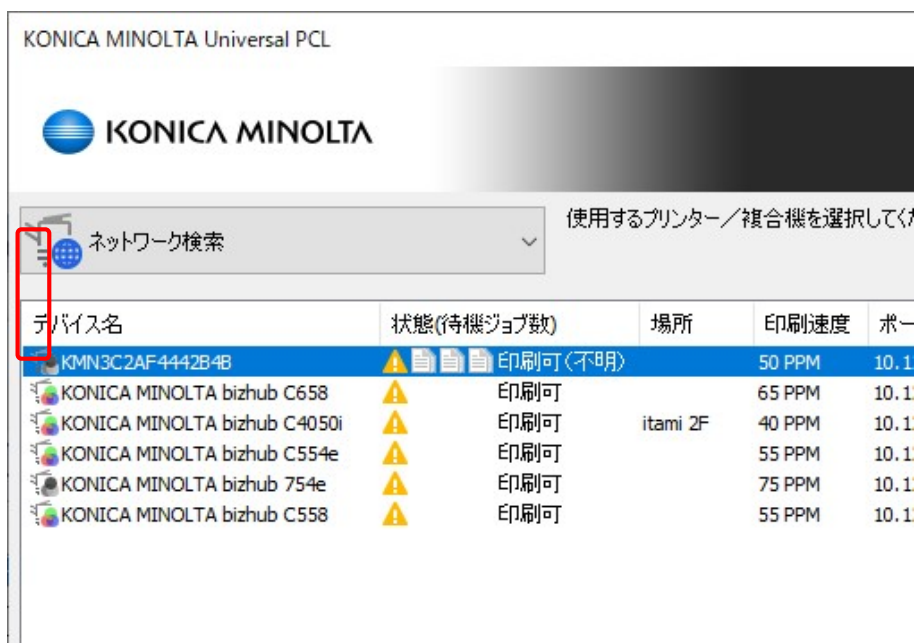 KONICA MINOLTA Universal PCL
KONICA MINOLTA
使用するプリンター／複合機を選択してくだ
ネットワーク検索
デバイス名 状態(待機ジョブ数) 場所 印刷速度 ポー
KMN3C2AF4442B4B 印刷可(不明) 50 PPM 10.1
KONICA MINOLTA bizhub C658 印刷可 65 PPM 10.1
KONICA MINOLTA bizhub C4050i 印刷可 itami 2F 40 PPM 10.1
KONICA MINOLTA bizhub C554e 印刷可 55 PPM 10.1
KONICA MINOLTA bizhub 754e 印刷可 75 PPM 10.1
KONICA MINOLTA bizhub C558 印刷可 55 PPM 10.1